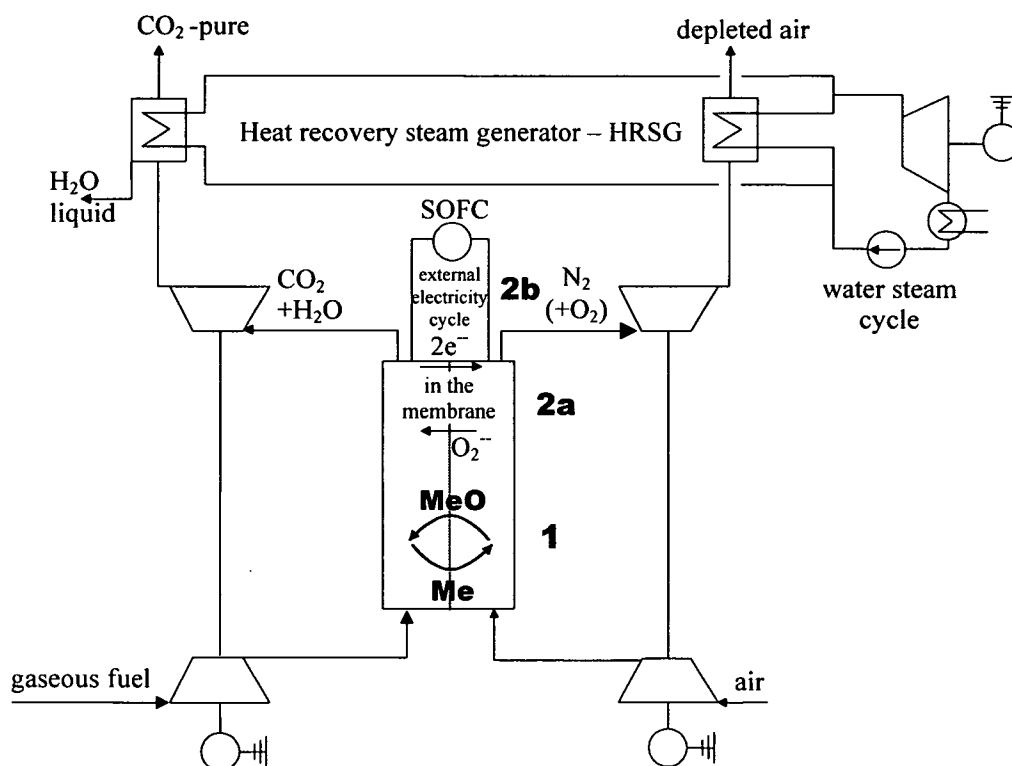 CO₂ -pure
depleted air
Heat recovery steam generator – HRSG
H₂O
liquid
SOFC
external
electricity
cycle
2b
N₂
(+O₂)
CO₂
+H₂O
water steam
cycle
2e⁻⁻
in the
membrane
2a
O₂⁻⁻
MeO
1
Me
gaseous fuel
air